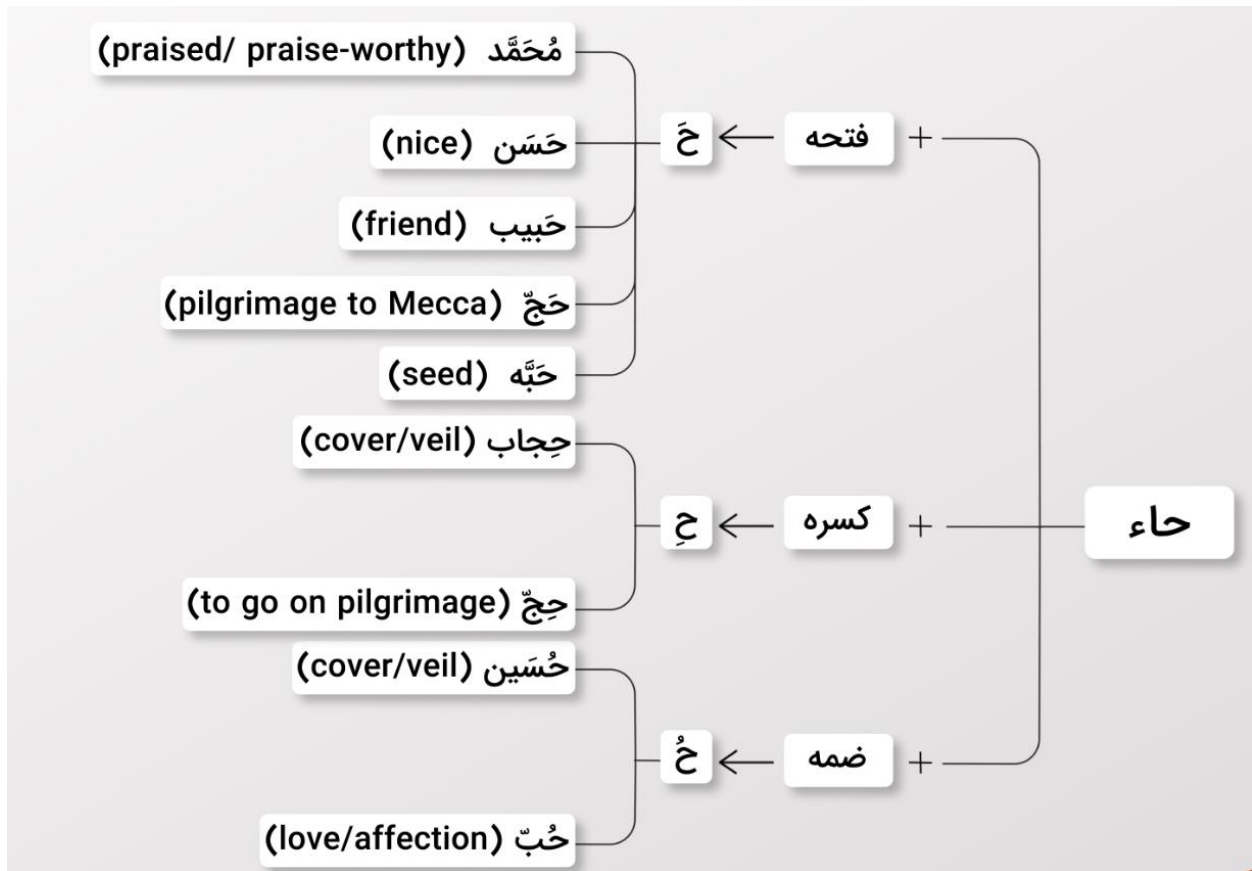 حاء
+ فتحه ← حَ
مُحَمَّد (praised/ praise-worthy)
حَسَن (nice)
حَبیب (friend)
حَجّ (pilgrimage to Mecca)
حَبَّه (seed)
+ کسره ← حِ
حِجاب (cover/veil)
حِجّ (to go on pilgrimage)
+ ضمه ← حُ
حُسَین (cover/veil)
حُبّ (love/affection)